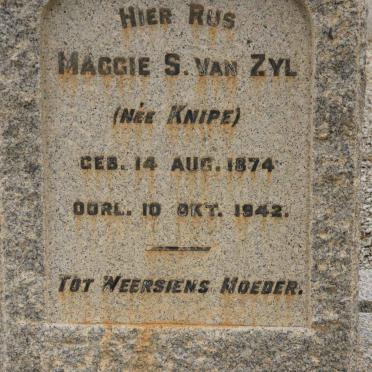 HIER RUS
MAGGIE S. VAN ZYL
(NÉE KNIPE)
GEB. 14 AUG. 1874
OORL. 10 OKT. 1942.
TOT WEERSIENS MOEDER.